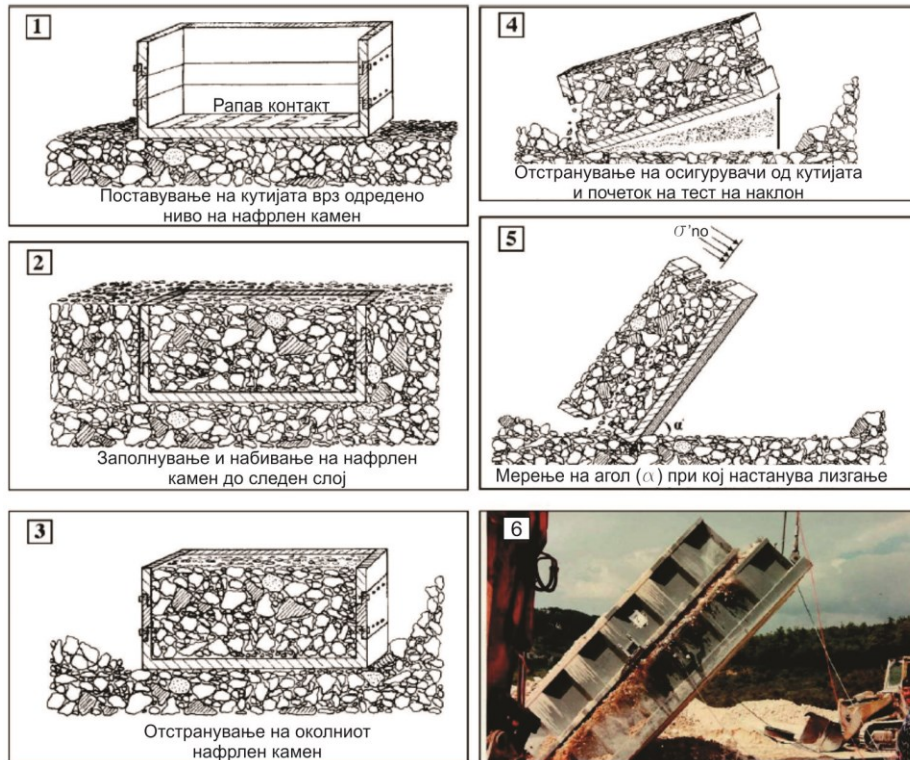 1
Рапав контакт
Поставување на кутијата врз одредено
ниво на нафрлен камен
2
Заполнување и набивање на нафрлен
камен до следен слој
3
Отстранување на околниот
нафрлен камен
4
Отстранување на осигурувачи од кутијата
и почеток на тест на наклон
5
σ'no
α'
Мерење на агол (α) при кој настанува лизгање
6